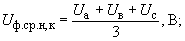 Uф.ср.н,к = (Uа + Uв + Uс) / 3, В;